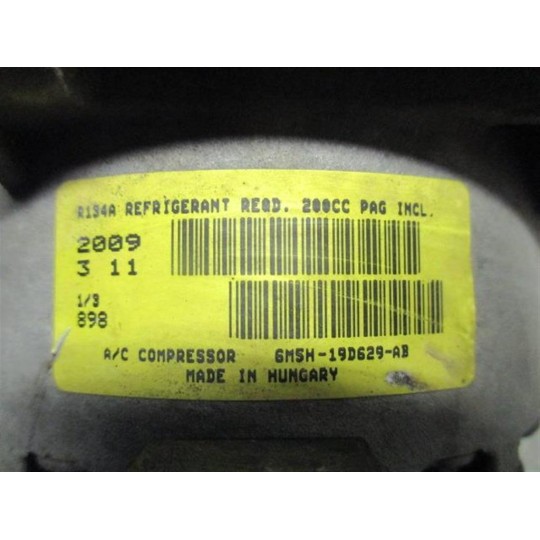 R134A REFRIGERANT REQD. 200CC PAG INCL.
2009
3 11
1/3
898
A/C COMPRESSOR 6M5H-19D629-AB
MADE IN HUNGARY